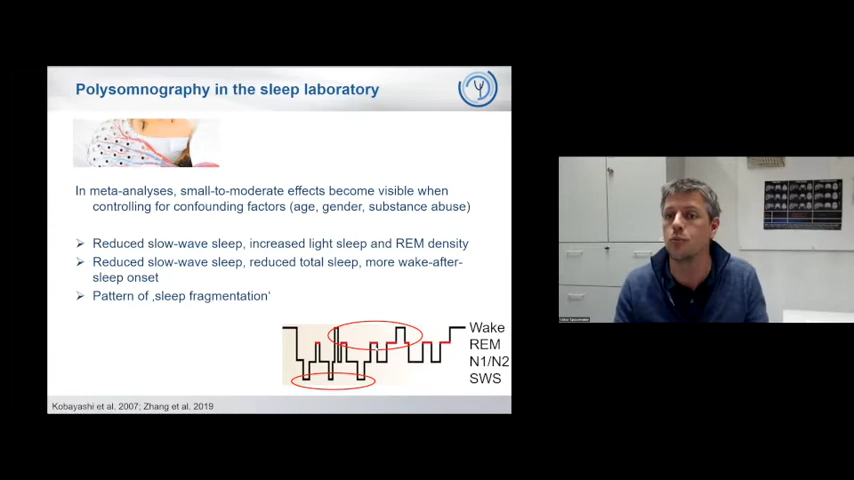 Polysomnography in the sleep laboratory
In meta-analyses, small-to-moderate effects become visible when
controlling for confounding factors (age, gender, substance abuse)
Reduced slow-wave sleep, increased light sleep and REM density
Reduced slow-wave sleep, reduced total sleep, more wake-after-
sleep onset
Pattern of ‚sleep fragmentation‘
Wake
REM
N1/N2
SWS
Kobayashi et al. 2007; Zhang et al. 2019